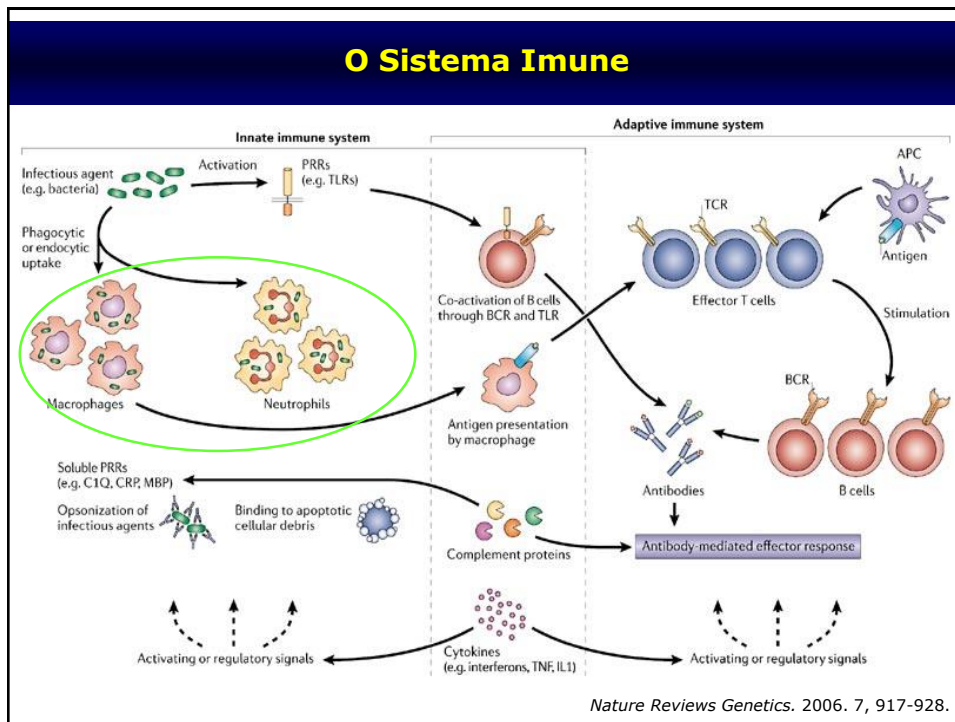 O Sistema Imune
Innate immune system
Adaptive immune system
Infectious agent
(e.g. bacteria)
Activation
PRRs
(e.g. TLRs)
APC
TCR
Antigen
Phagocytic
or endocytic
uptake
Co-activation of B cells
through BCR and TLR
Effector T cells
Stimulation
Macrophages
Neutrophils
Antigen presentation
by macrophage
BCR
Soluble PRRs
(e.g. C1Q, CRP, MBP)
Antibodies
B cells
Opsonization of
infectious agents
Binding to apoptotic
cellular debris
Complement proteins
Antibody-mediated effector response
Activating or regulatory signals
Cytokines
(e.g. interferons, TNF, IL1)
Activating or regulatory signals
Nature Reviews Genetics. 2006. 7, 917-928.